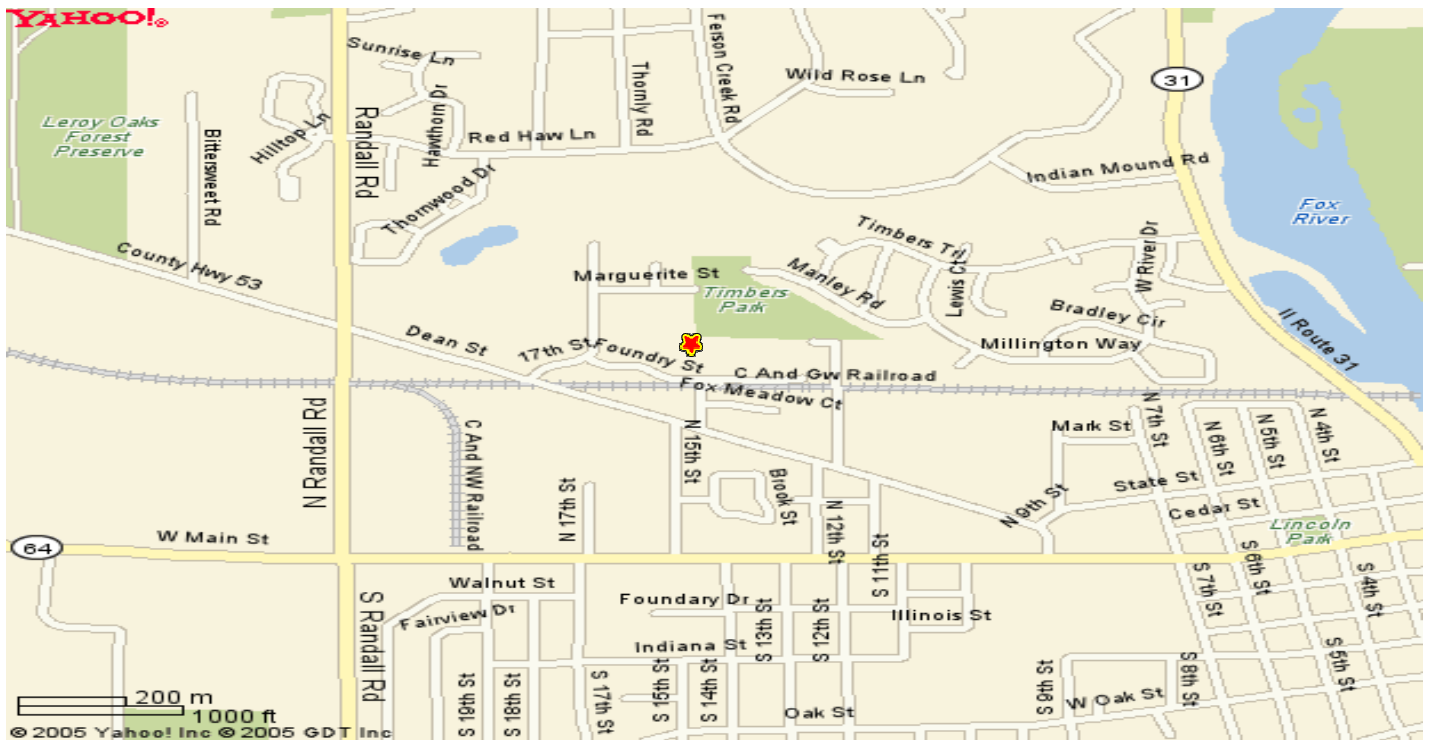 YAHOO!®
Sunrise Ln
Ferson Creek Rd
Thornly Rd
Wild Rose Ln
31
Hawthorn Dr
Randall Rd
Leroy Oaks
Forest
Preserve
Bittersweet Rd
Hilltop Ln
Red Haw Ln
Indian Mound Rd
Thornwood Dr
Fox
River
County Hwy 53
Timbers Trl
W River Dr
Marguerite St
Timbers
Park
Manley Rd
Lewis Ct
Bradley Cir
Il Route 31
Dean St
17th St
Foundry St
Millington Way
C And Gw Railroad
Fox Meadow Ct
N Randall Rd
C And NW Railroad
N 15th St
Mark St
N 7th St
N 6th St
N 5th St
N 4th St
N 17th St
Brook St
State St
N 9th St
Cedar St
N 12th St
Lincoln
Park
64
W Main St
S 11th St
S 6th St
S 7th St
S 4th St
Walnut St
Foundary Dr
S 13th St
S 12th St
Illinois St
Fairview Dr
S Randall Rd
Indiana St
S 5th St
S 19th St
S 18th St
S 17th St
S 15th St
S 14th St
S 9th St
S 8th St
W Oak St
Oak St
200 m
1000 ft
© 2005 Yahoo! Inc © 2005 GDT Inc